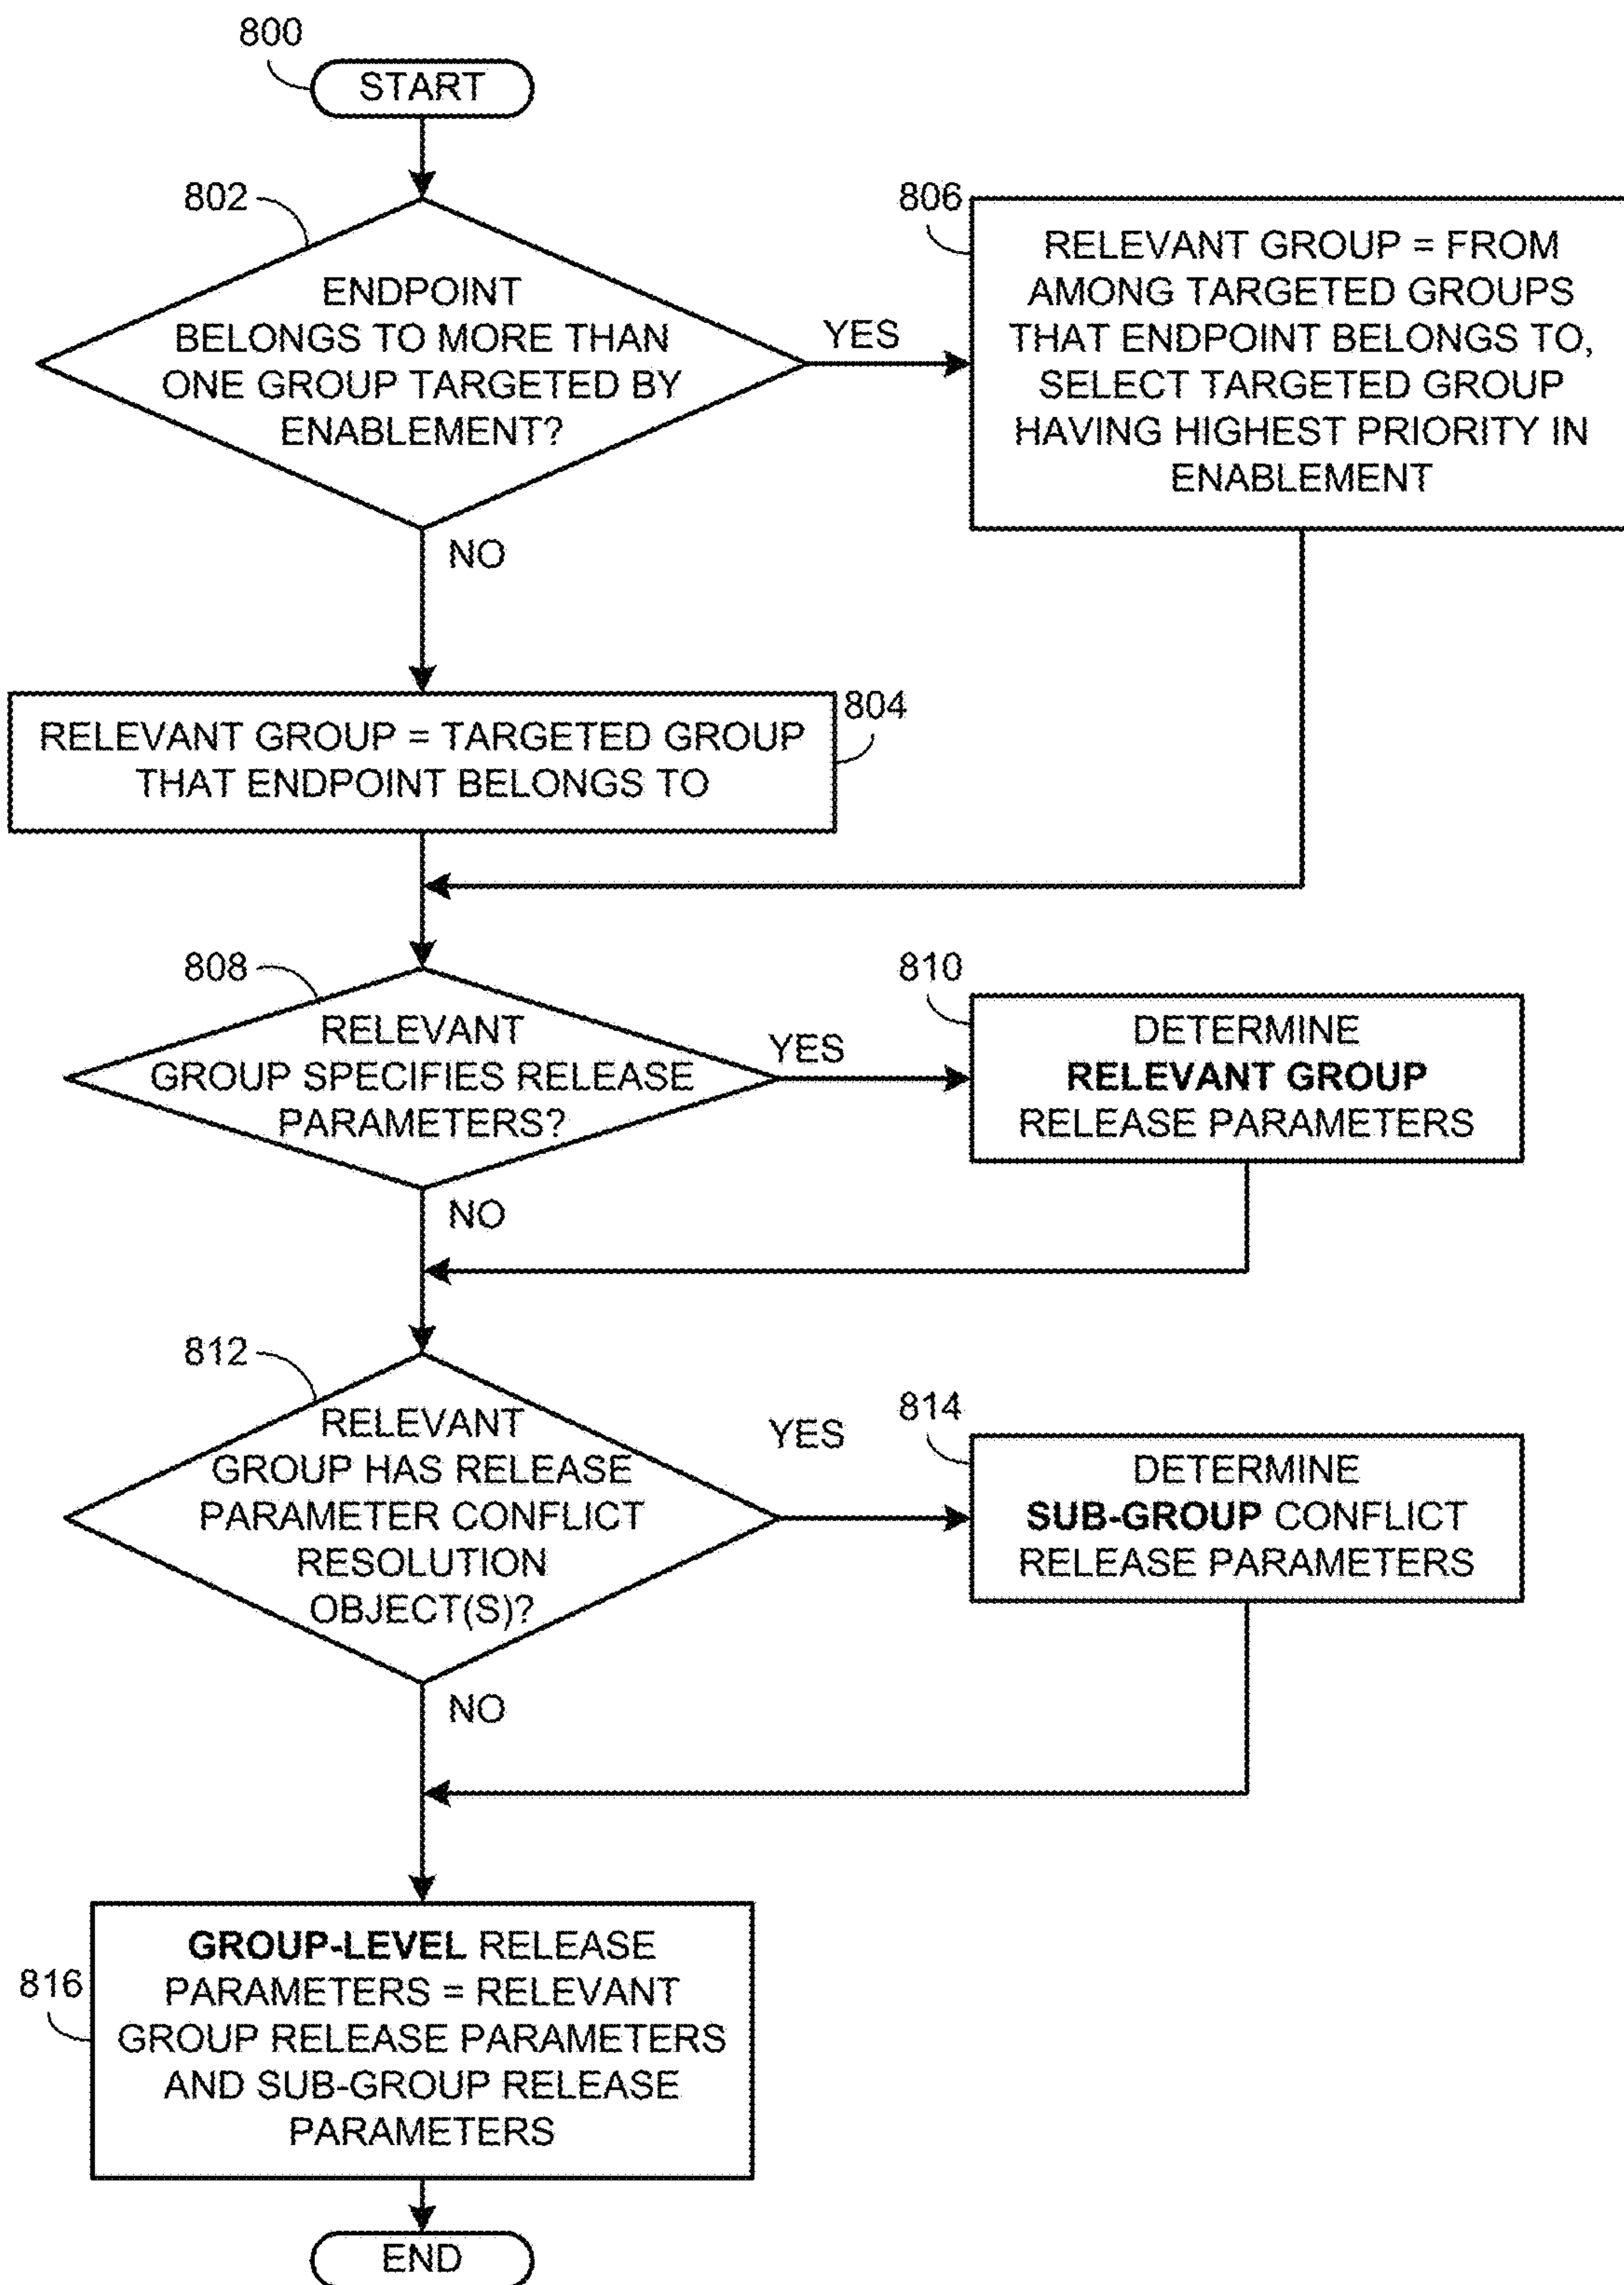 800
START
802
ENDPOINT
BELONGS TO MORE THAN
ONE GROUP TARGETED BY
ENABLEMENT?
YES
NO
806
RELEVANT GROUP = FROM
AMONG TARGETED GROUPS
THAT ENDPOINT BELONGS TO,
SELECT TARGETED GROUP
HAVING HIGHEST PRIORITY IN
ENABLEMENT
804
RELEVANT GROUP = TARGETED GROUP
THAT ENDPOINT BELONGS TO
808
RELEVANT
GROUP SPECIFIES RELEASE
PARAMETERS?
YES
NO
810
DETERMINE
RELEVANT GROUP
RELEASE PARAMETERS
812
RELEVANT
GROUP HAS RELEASE
PARAMETER CONFLICT
RESOLUTION
OBJECT(S)?
YES
NO
814
DETERMINE
SUB-GROUP CONFLICT
RELEASE PARAMETERS
816
GROUP-LEVEL RELEASE
PARAMETERS = RELEVANT
GROUP RELEASE PARAMETERS
AND SUB-GROUP RELEASE
PARAMETERS
END